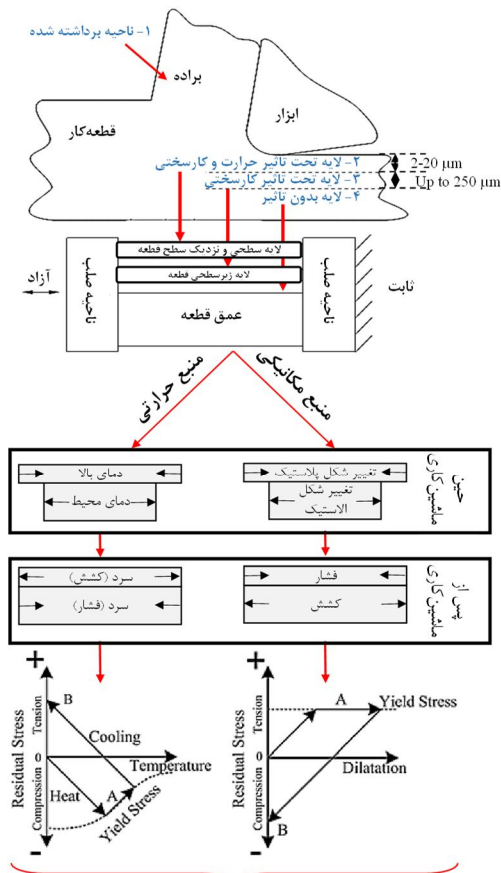 ۱- ناحیه برداشته شده
براده
ابزار
قطعه‌کار
۲- لایه تحت تاثیر حرارت و کارسختی
2-20 µm
۳- لایه تحت تاثیر کارسختی
Up to 250 µm
۴- لایه بدون تاثیر
لایه سطحی و نزدیک سطح قطعه
لایه زیرسطحی قطعه
عمق قطعه
ناحیه صلب
ناحیه صلب
ثابت
آزاد
منبع مکانیکی
منبع حرارتی
حین
ماشین کاری
تغییر شکل پلاستیک
تغییر شکل
الاستیک
دمای بالا
دمای محیط
پس از
ماشین کاری
فشار
کشش
سرد (کشش)
سرد (فشار)
+
B
Cooling
Temperature
0
Heat
A
Yield Stress
Residual Stress
Compression Tension
-
+
A
Yield Stress
0
Dilatation
B
Residual Stress
Compression Tension
-